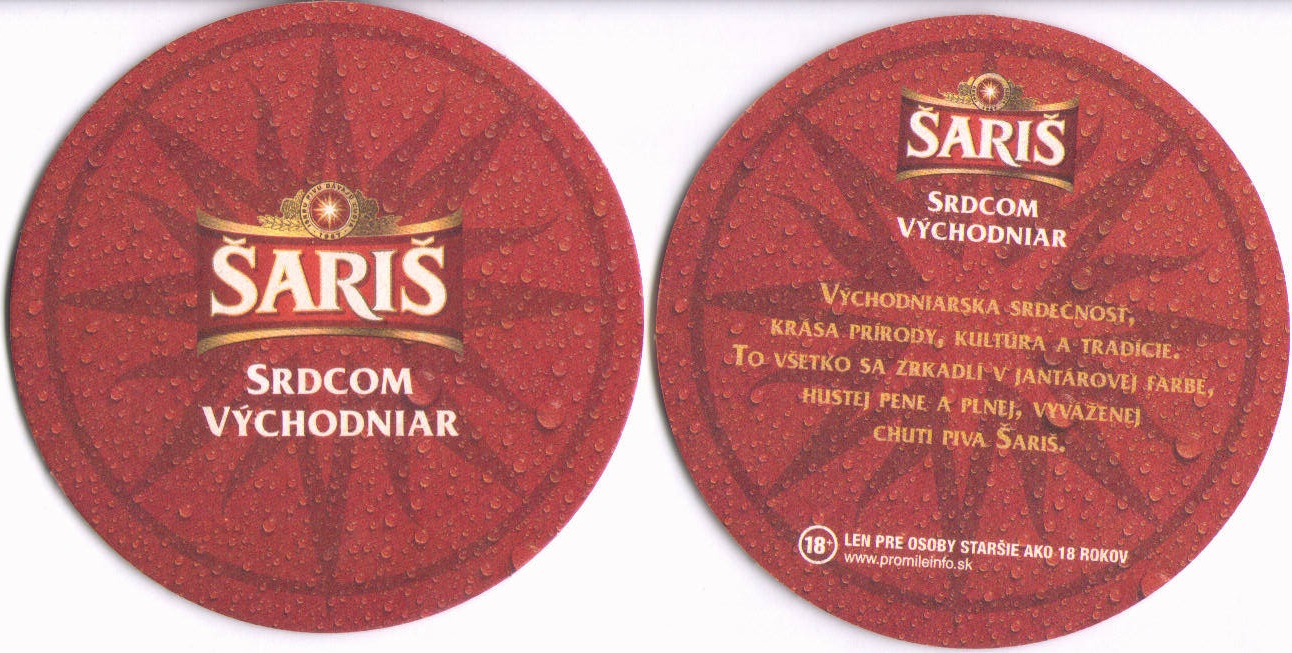 ŠARIŠ
SRDCOM
VÝCHODNIAR
ŠARIŠ
SRDCOM
VÝCHODNIAR
VÝCHODNIARSKA SRDEČNOSŤ,
KRÁSA PRÍRODY, KULTÚRA A TRADÍCIE.
TO VŠETKO SA ZRKADLÍ V JANTÁROVEJ FARBE,
HUSTEJ PENE A PLNEJ, VYVÁŽENEJ
CHUTI PIVA ŠARIŠ.
18+ LEN PRE OSOBY STARŠIE AKO 18 ROKOV
www.promileinfo.sk